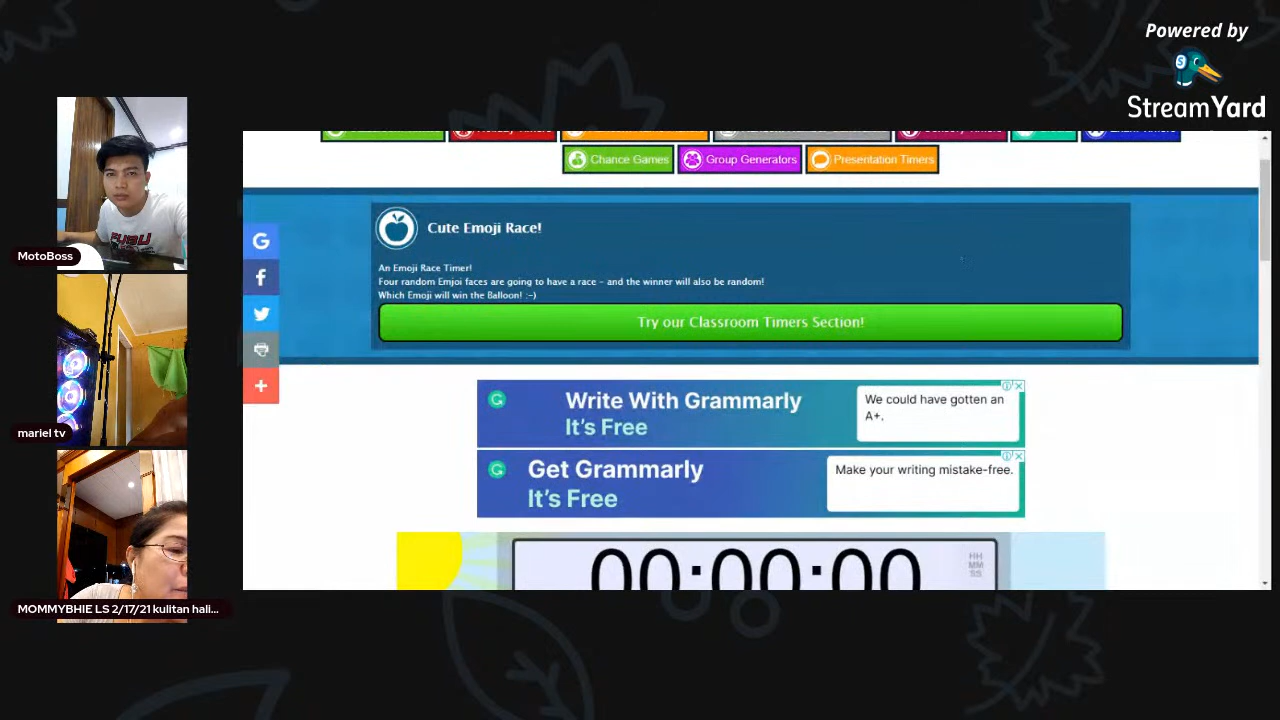 Powered by
StreamYard
Chance Games
Group Generators
Presentation Timers
Cute Emoji Race!
An Emoji Race Timer!
Four random Emjoi faces are going to have a race - and the winner will also be random!
Which Emoji will win the Balloon! :-)
Try our Classroom Timers Section!
Write With Grammarly
It's Free
We could have gotten an
A+.
Get Grammarly
It's Free
Make your writing mistake-free.
00:00:00
HH
MM
SS
MotoBoss
mariel tv
MOMMYBHIE LS 2/17/21 kulitan hali...